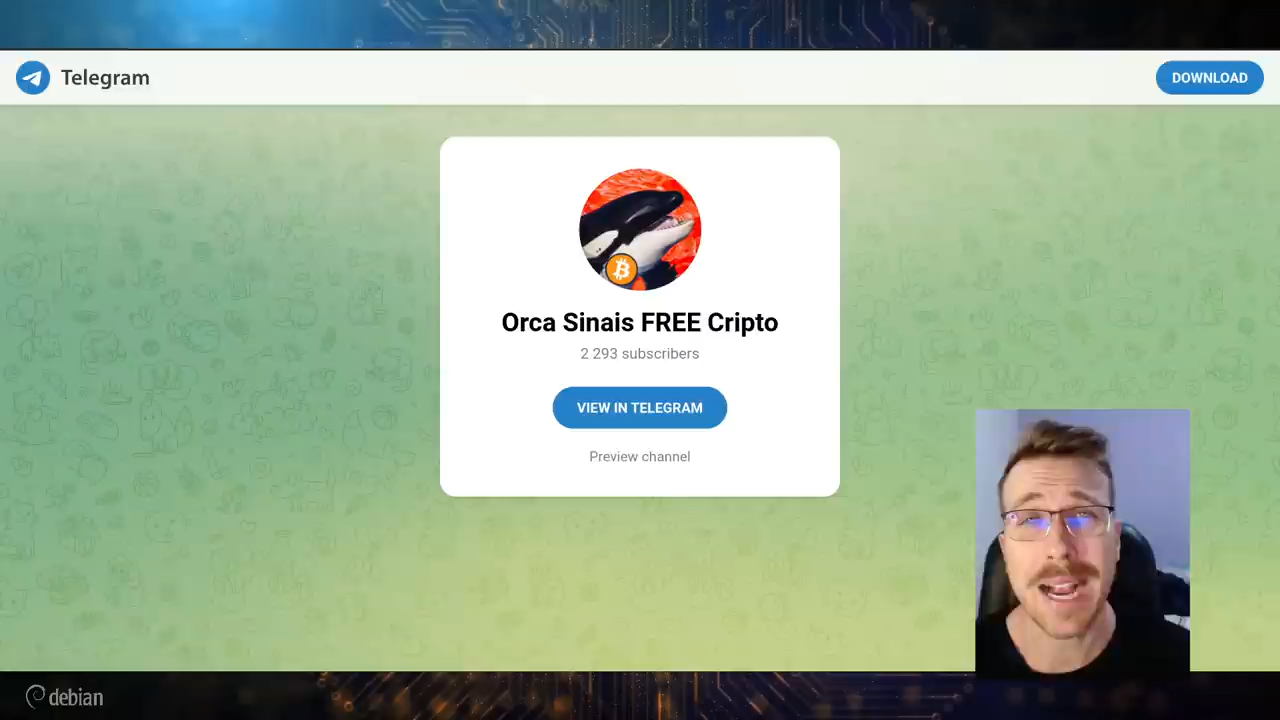 Telegram
DOWNLOAD
Orca Sinais FREE Cripto
2 293 subscribers
VIEW IN TELEGRAM
Preview channel
debian